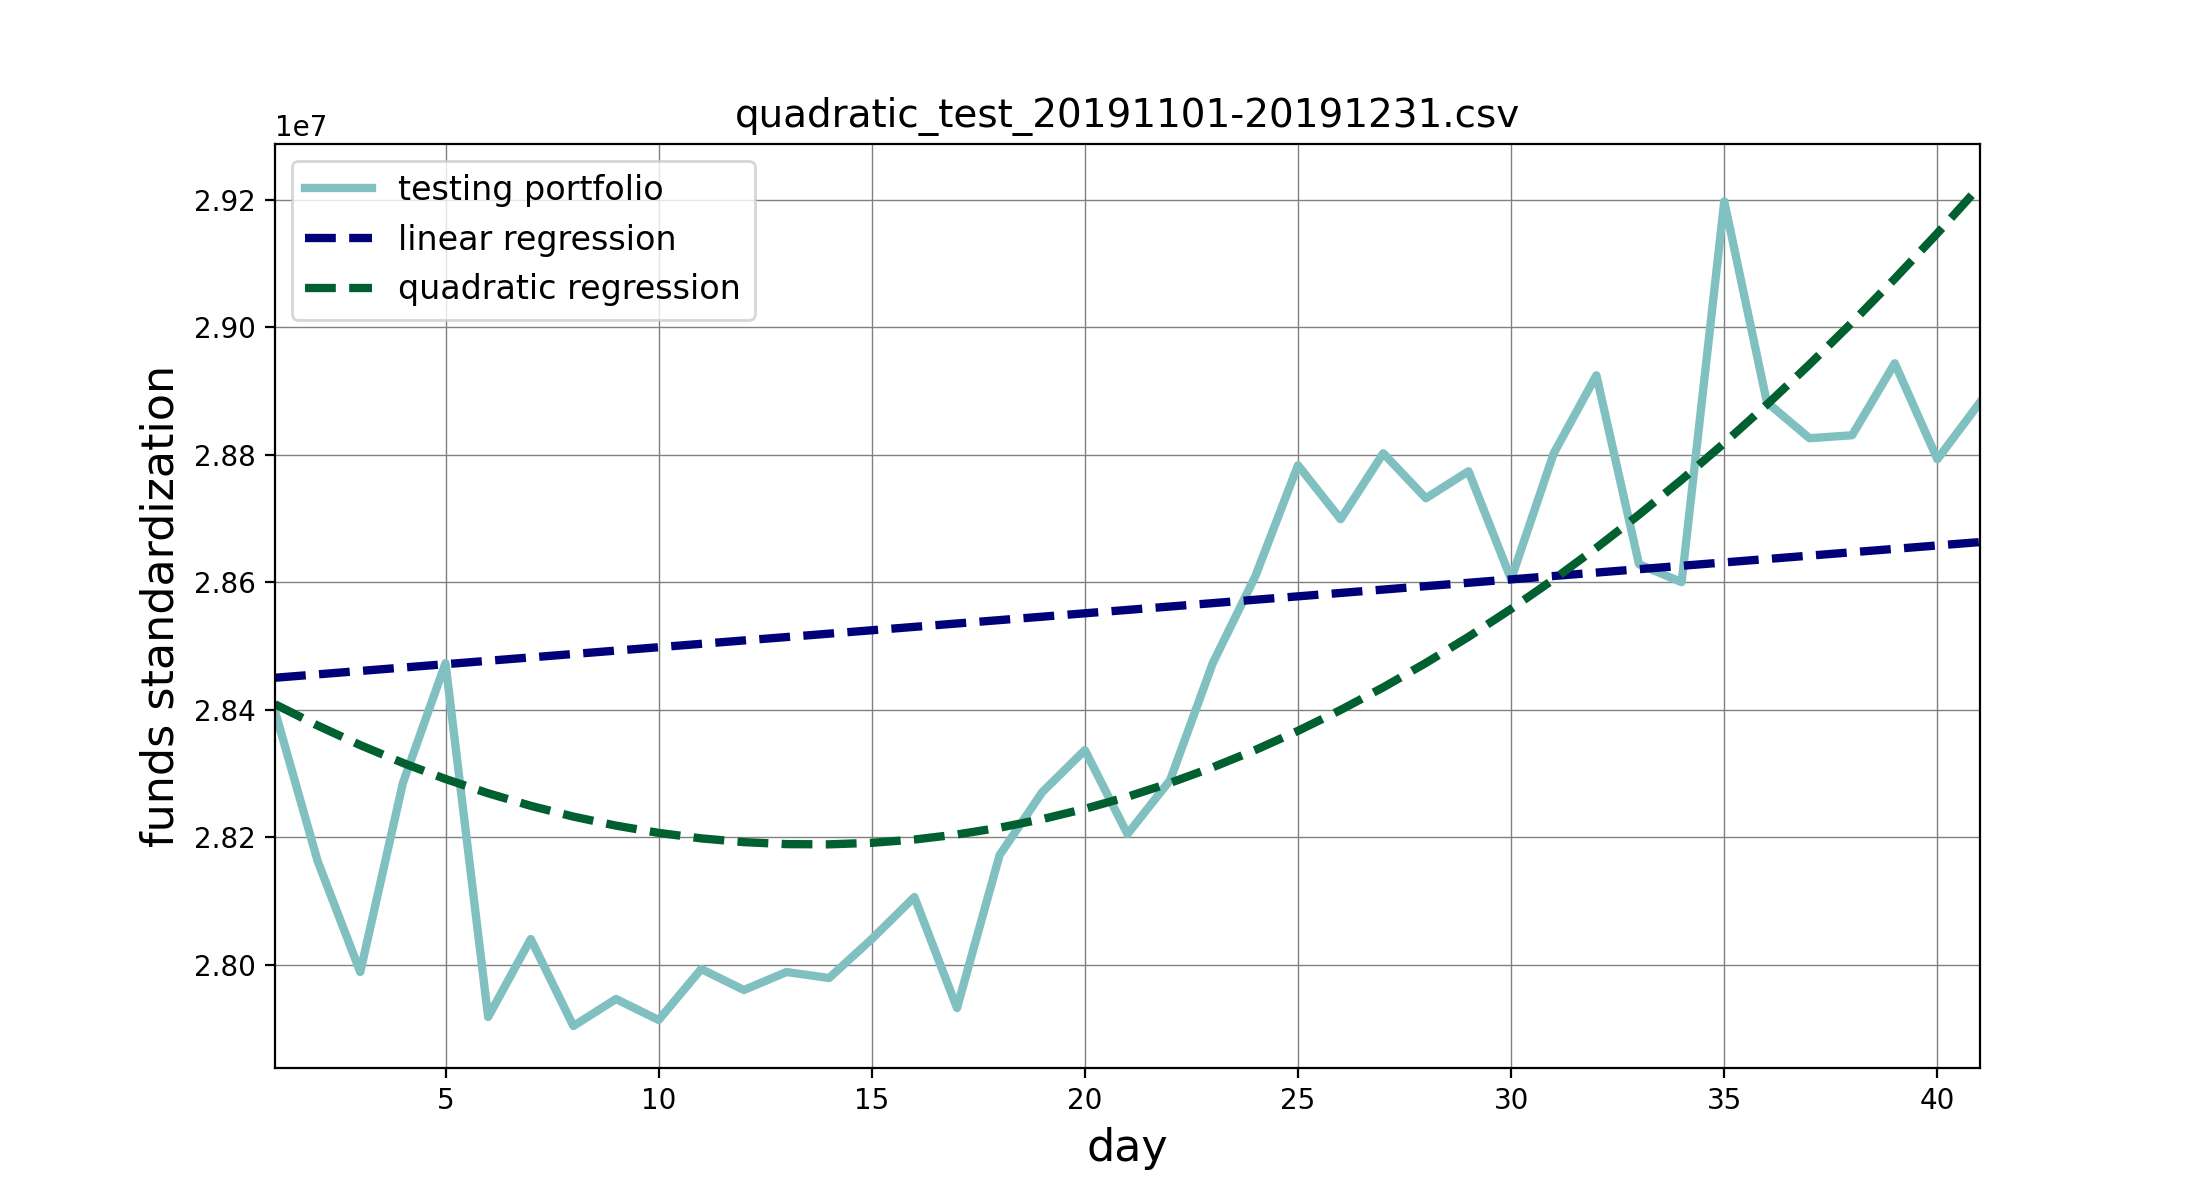 quadratic_test_20191101-20191231.csv
1e7
testing portfolio
linear regression
quadratic regression
2.92
2.90
2.88
2.86
2.84
2.82
2.80
funds standardization
5 10 15 20 25 30 35 40
day